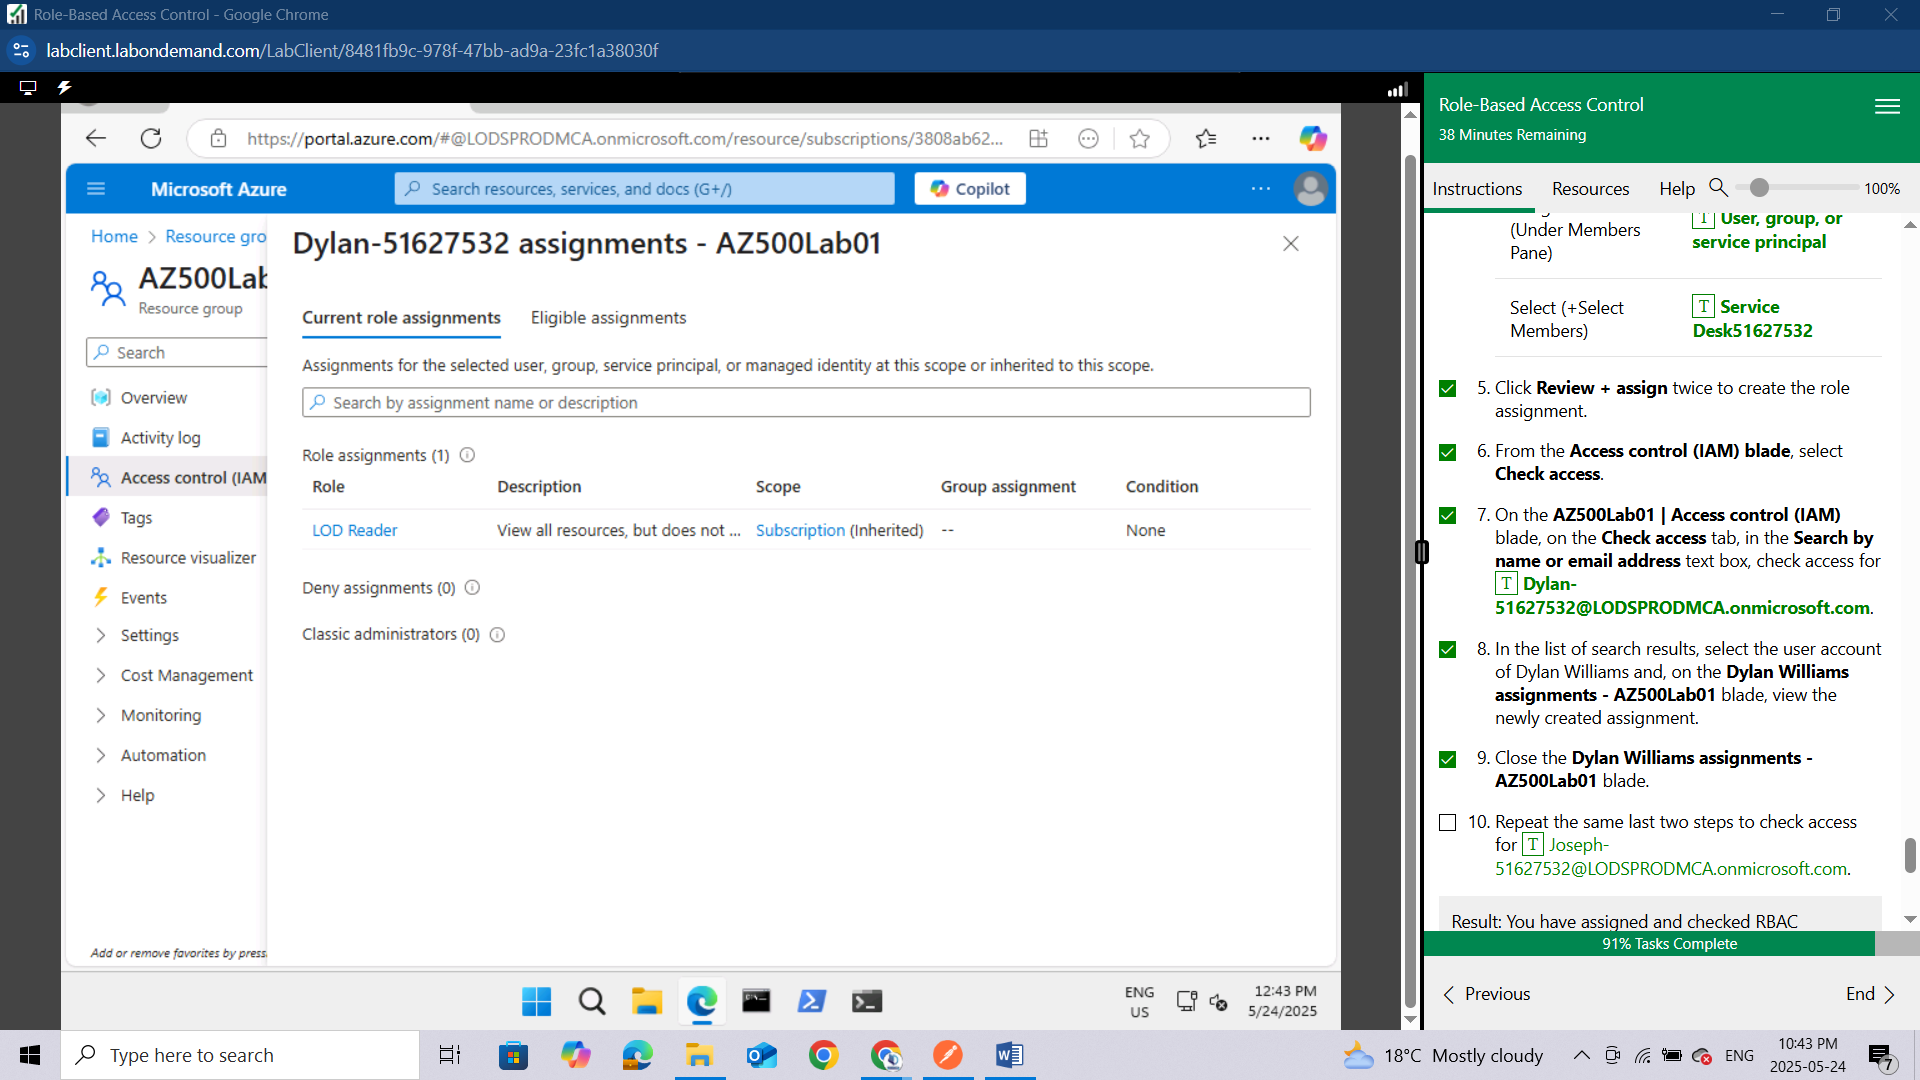 Role-Based Access Control - Google Chrome
labclient.labondemand.com/LabClient/8481fb9c-978f-47bb-ad9a-23fc1a38030f
https://portal.azure.com/#@LODSPRODMCA.onmicrosoft.com/resource/subscriptions/3808ab62...
Microsoft Azure
Search resources, services, and docs (G+/)
Copilot
Home > Resource gro
AZ500Lab
Resource group
Search
Overview
Activity log
Access control (IAM
Tags
Resource visualizer
Events
Settings
Cost Management
Monitoring
Automation
Help
Add or remove favorites by press
Dylan-51627532 assignments - AZ500Lab01
Current role assignments
Eligible assignments
Assignments for the selected user, group, service principal, or managed identity at this scope or inherited to this scope.
Search by assignment name or description
Role assignments (1)
Role Description Scope Group assignment Condition
LOD Reader View all resources, but does not ... Subscription (Inherited) -- None
Deny assignments (0)
Classic administrators (0)
ENG
US
12:43 PM
5/24/2025
Role-Based Access Control
38 Minutes Remaining
Instructions Resources Help 100%
(Under Members
Pane)
T User, group, or
service principal
Select (+Select
Members)
T Service
Desk51627532
5. Click Review + assign twice to create the role
assignment.
6. From the Access control (IAM) blade, select
Check access.
7. On the AZ500Lab01 | Access control (IAM)
blade, on the Check access tab, in the Search by
name or email address text box, check access for
T Dylan-
51627532@LODSPRODMCA.onmicrosoft.com.
8. In the list of search results, select the user account
of Dylan Williams and, on the Dylan Williams
assignments - AZ500Lab01 blade, view the
newly created assignment.
9. Close the Dylan Williams assignments -
AZ500Lab01 blade.
10. Repeat the same last two steps to check access
for T Joseph-
51627532@LODSPRODMCA.onmicrosoft.com.
Result: You have assigned and checked RBAC
91% Tasks Complete
Previous
End
Type here to search
18°C Mostly cloudy
ENG
10:43 PM
2025-05-24
7